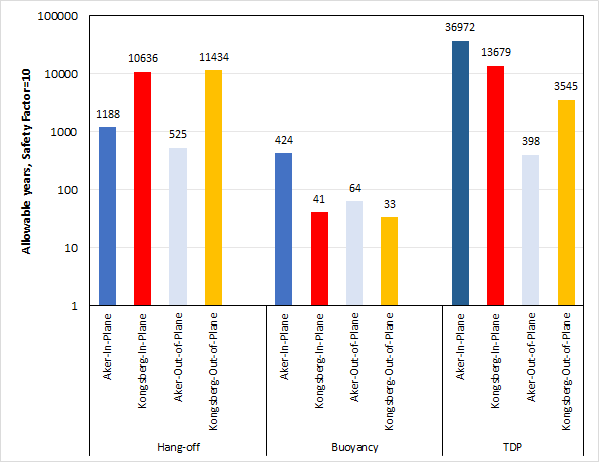 Allowable years, Safety Factor=10
100000
10000
1000
100
10
1
1188
10636
525
11434
424
41
64
33
36972
13679
398
3545
Aker-In-Plane
Kongsberg-In-Plane
Aker-Out-of-Plane
Kongsberg-Out-of-Plane
Aker-In-Plane
Kongsberg-In-Plane
Aker-Out-of-Plane
Kongsberg-Out-of-Plane
Aker-In-Plane
Kongsberg-In-Plane
Aker-Out-of-Plane
Kongsberg-Out-of-Plane
Hang-off
Buoyancy
TDP